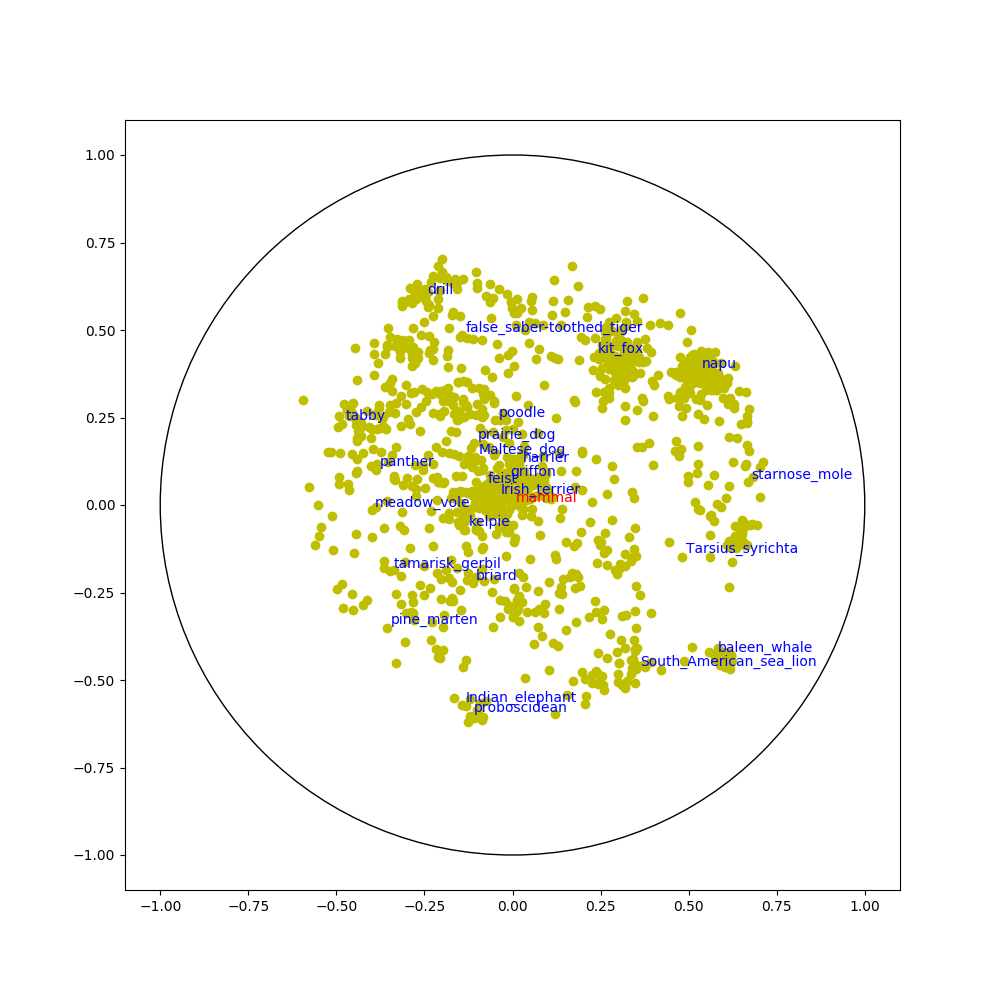 1.00
0.75
drill
0.50
false_saber-toothed_tiger
kit_fox
napu
0.25
tabby
poodle
prairie_dog
Maltese_dog
harrier
panther
griffon
starnose_mole
feist
Irish_terrier
mammal
0.00
meadow_vole
kelpie
Tarsius_syrichta
tamarisk_gerbil
briard
−0.25
pine_marten
baleen_whale
South_American_sea_lion
−0.50
Indian_elephant
proboscidean
−0.75
−1.00
−1.00 −0.75 −0.50 −0.25 0.00 0.25 0.50 0.75 1.00